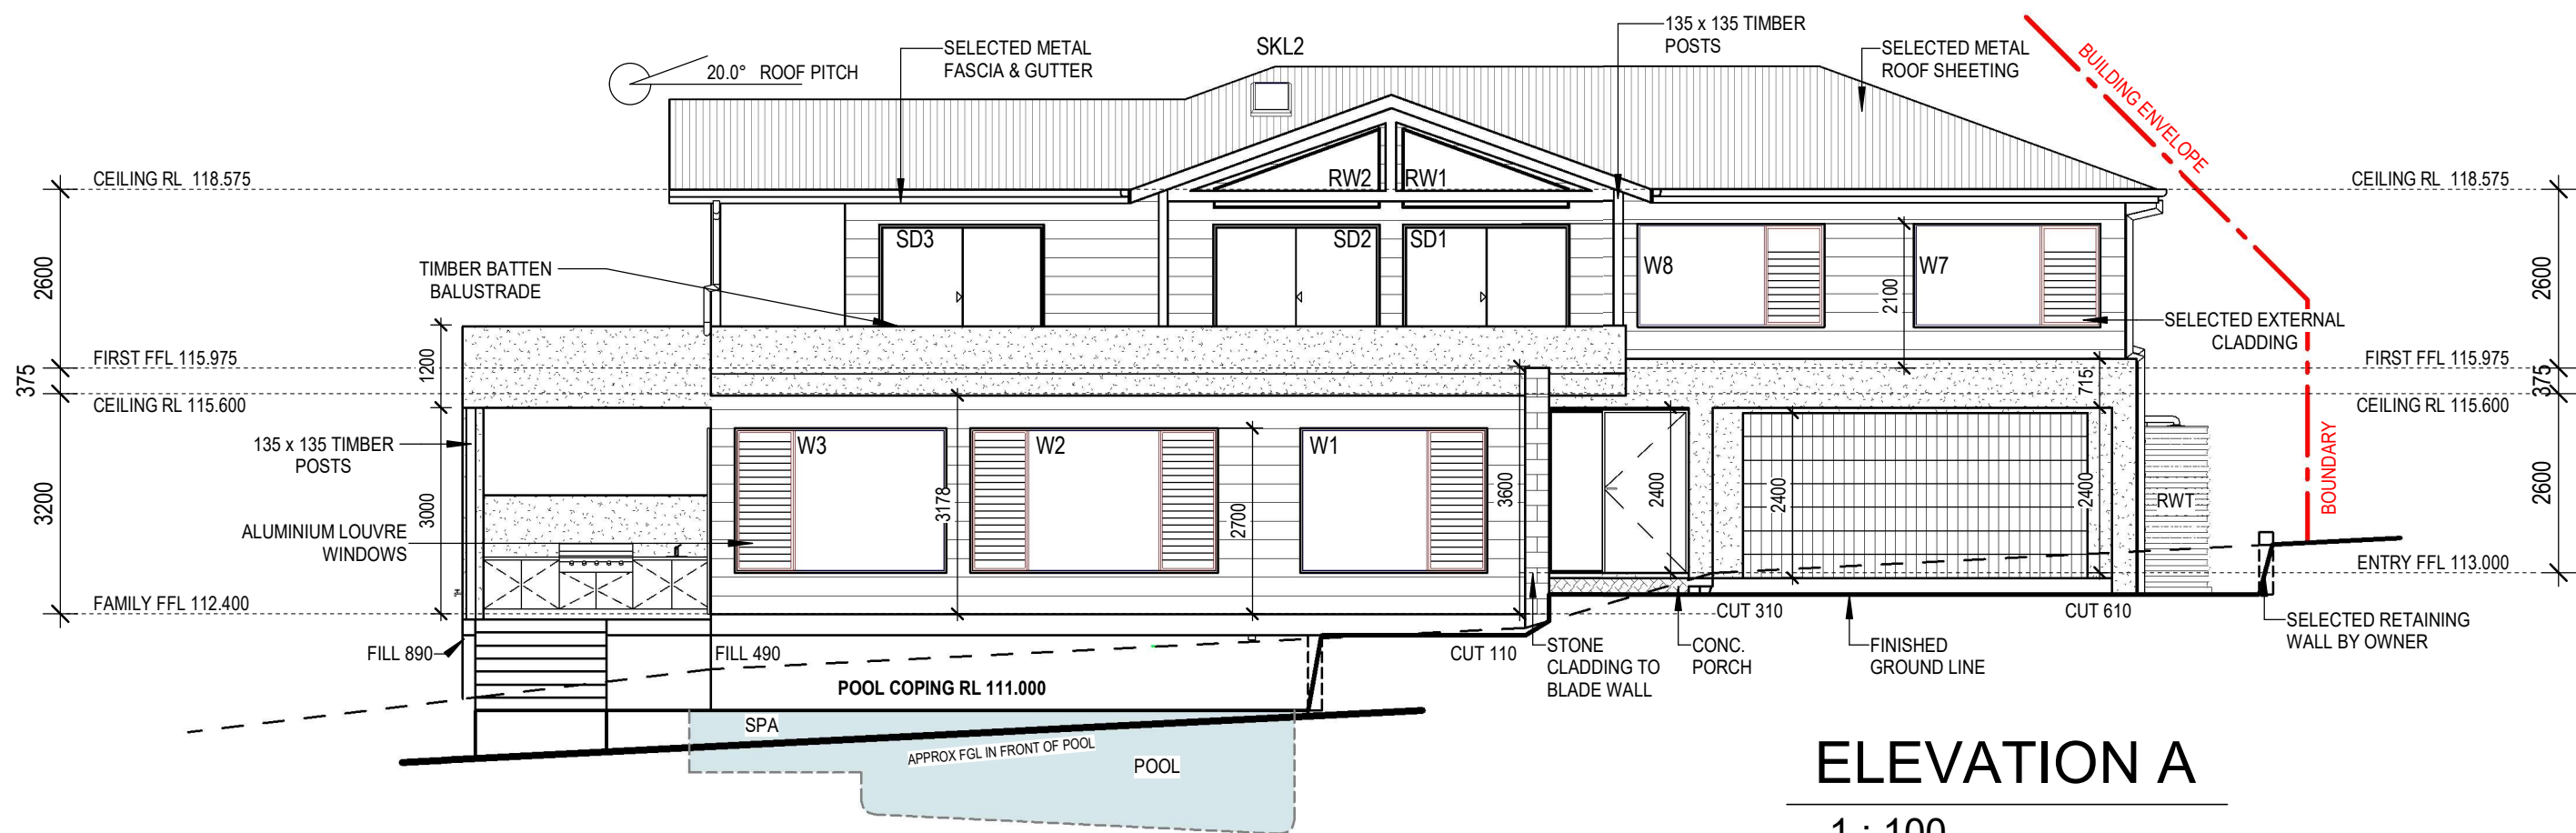 135 x 135 TIMBER
POSTS
SKL2
SELECTED METAL
FASCIA & GUTTER
SELECTED METAL
ROOF SHEETING
20.0° ROOF PITCH
BUILDING ENVELOPE
CEILING RL 118.575
RW2
RW1
CEILING RL 118.575
SD3
SD2
SD1
W8
W7
2600
TIMBER BATTEN
BALUSTRADE
2100
2600
SELECTED EXTERNAL
CLADDING
FIRST FFL 115.975
1200
FIRST FFL 115.975
375
715
375
CEILING RL 115.600
CEILING RL 115.600
135 x 135 TIMBER
POSTS
W3
W2
W1
BOUNDARY
3200
3000
3178
2700
3600
2400
2400
2400
RWT
2600
ALUMINIUM LOUVRE
WINDOWS
ENTRY FFL 113.000
FAMILY FFL 112.400
CUT 310
CUT 610
SELECTED RETAINING
WALL BY OWNER
FILL 890
FILL 490
CUT 110
STONE
CLADDING TO
BLADE WALL
CONC.
PORCH
FINISHED
GROUND LINE
POOL COPING RL 111.000
SPA
APPROX FGL IN FRONT OF POOL
POOL
ELEVATION A
1 : 100